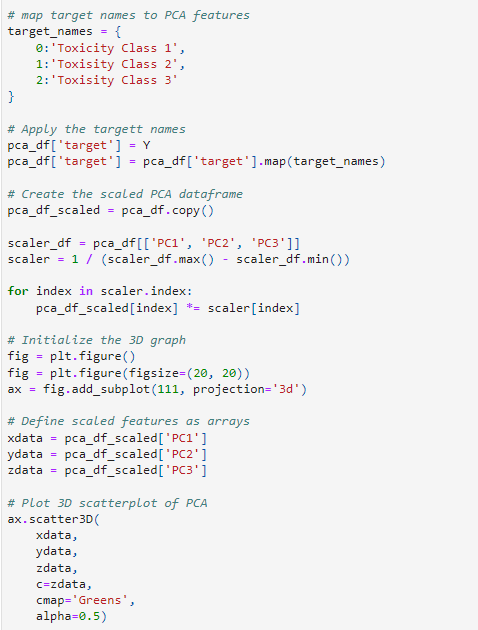 # map target names to PCA features
target_names = {
    0:'Toxicity Class 1',
    1:'Toxisity Class 2',
    2:'Toxisity Class 3'
}
# Apply the targett names
pca_df['target'] = Y
pca_df['target'] = pca_df['target'].map(target_names)
# Create the scaled PCA dataframe
pca_df_scaled = pca_df.copy()
scaler_df = pca_df[['PC1', 'PC2', 'PC3']]
scaler = 1 / (scaler_df.max() - scaler_df.min())
for index in scaler.index:
    pca_df_scaled[index] *= scaler[index]
# Initialize the 3D graph
fig = plt.figure()
fig = plt.figure(figsize=(20, 20))
ax = fig.add_subplot(111, projection='3d')
# Define scaled features as arrays
xdata = pca_df_scaled['PC1']
ydata = pca_df_scaled['PC2']
zdata = pca_df_scaled['PC3']
# Plot 3D scatterplot of PCA
ax.scatter3D(
    xdata,
    ydata,
    zdata,
    c=zdata,
    cmap='Greens',
    alpha=0.5)